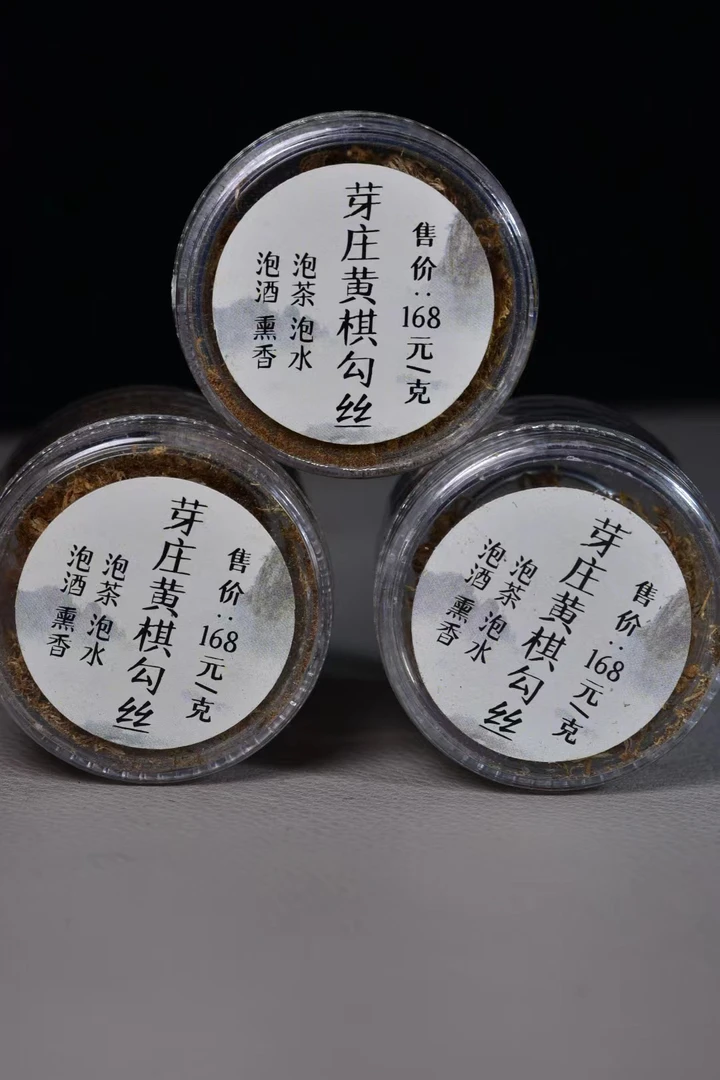 售价：168元/克
芽庄黄棋勾丝
泡茶 泡水
泡酒 熏香
售价：168元/克
芽庄黄棋勾丝
泡茶 泡水
泡酒 熏香
售价：168元/克
芽庄黄棋勾丝
泡茶 泡水
泡酒 熏香